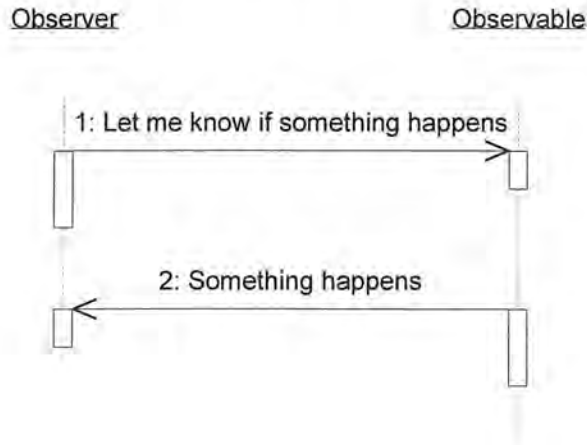 Observer
Observable
1: Let me know if something happens
2: Something happens